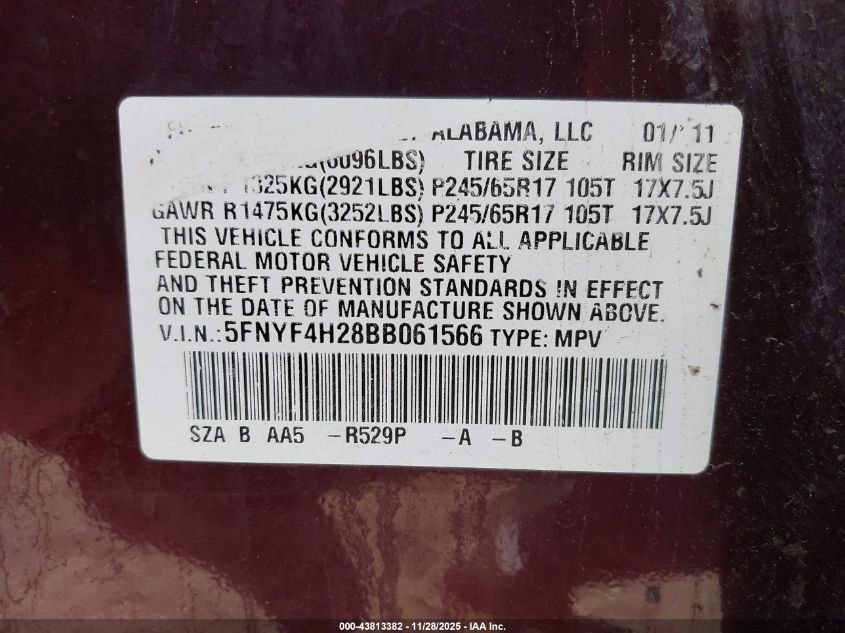 ALABAMA, LLC 01/11
(6096LBS) TIRE SIZE RIM SIZE
1325KG(2921LBS) P245/65R17 105T 17X7.5J
GAWR R1475KG(3252LBS) P245/65R17 105T 17X7.5J
THIS VEHICLE CONFORMS TO ALL APPLICABLE
FEDERAL MOTOR VEHICLE SAFETY
AND THEFT PREVENTION STANDARDS IN EFFECT
ON THE DATE OF MANUFACTURE SHOWN ABOVE.
V.I.N.:5FNYF4H28BB061566 TYPE: MPV
SZA B AA5 -R529P -A -B
000-43813382 - 11/28/2025 - IAA Inc.